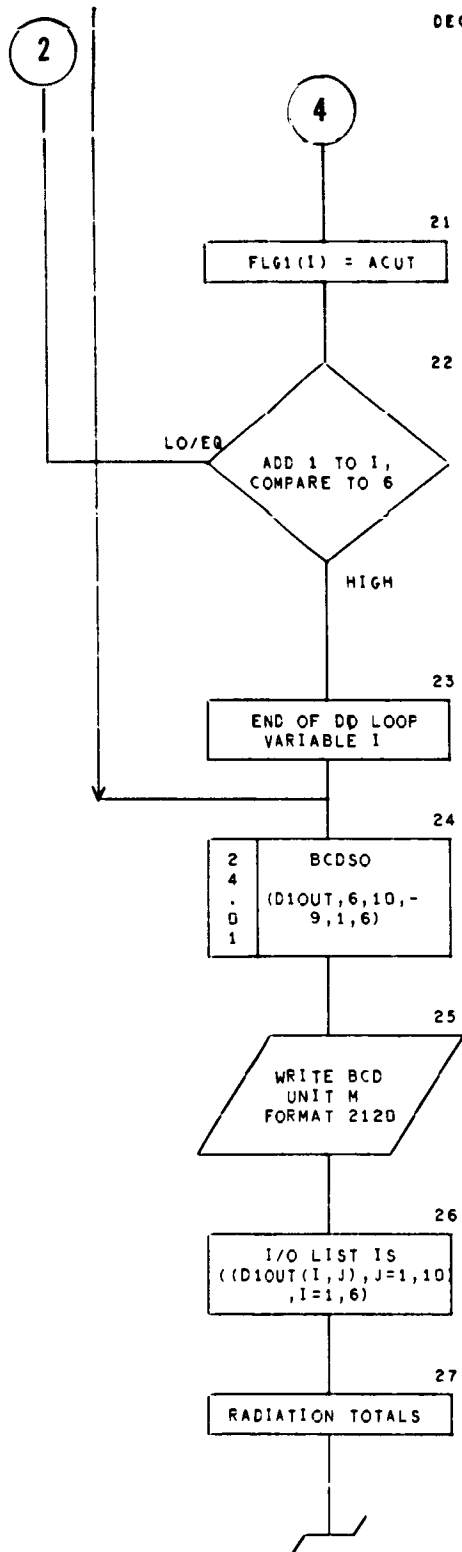 DEC
2
4
21
FLG1(I) = ACUT
22
LO/EQ
ADD 1 TO I,
COMPARE TO 6
HIGH
23
END OF DO LOOP
VARIABLE I
24
2
4
.
0
1
BCDSO
(D1OUT,6,10,-
9,1,6)
25
WRITE BCD
UNIT M
FORMAT 2120
26
I/O LIST IS
((D1OUT(I,J),J=1,10)
,I=1,6)
27
RADIATION TOTALS